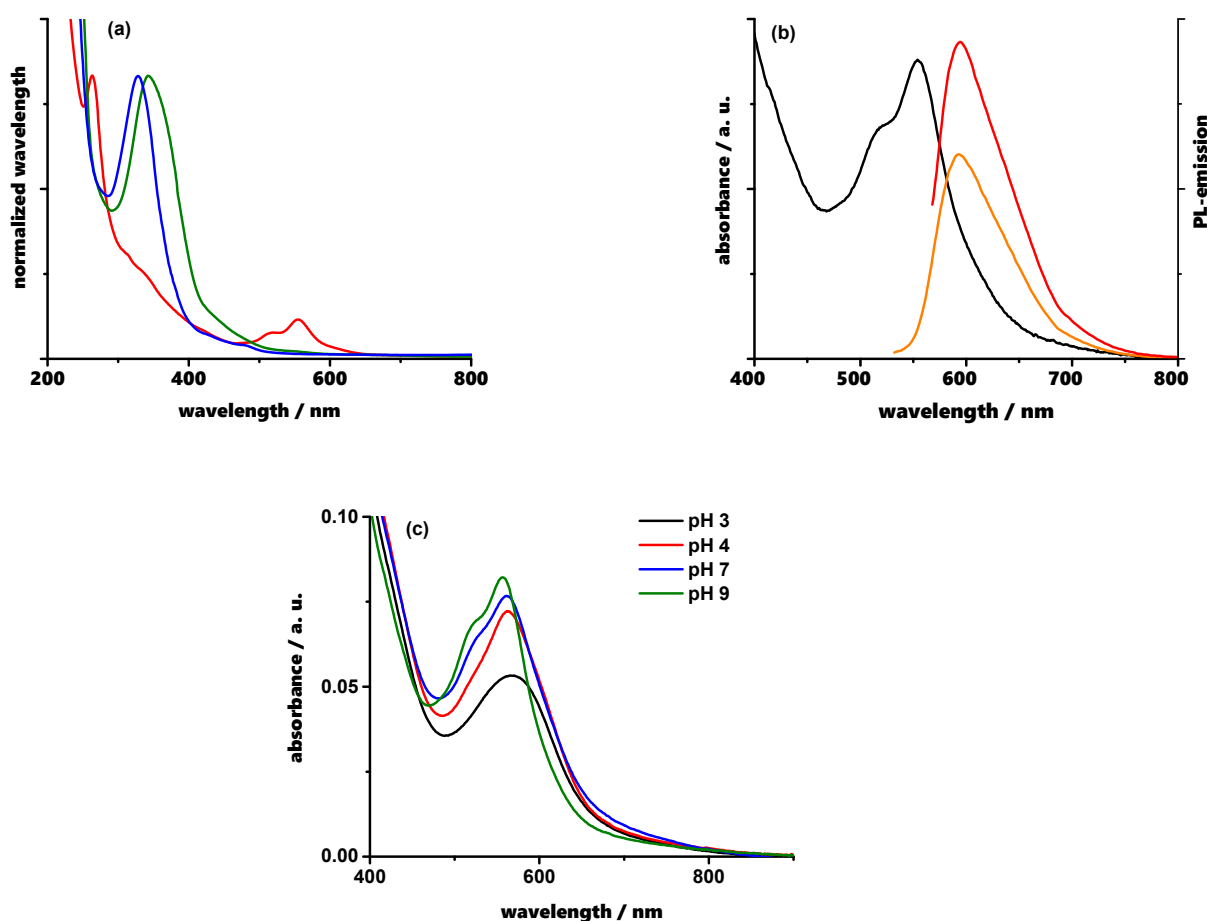 (a)
normalized wavelength
200
400
600
800
wavelength / nm
(b)
absorbance / a. u.
PL-emission
400
500
600
700
800
wavelength / nm
(c)
pH 3
pH 4
pH 7
pH 9
0.10
0.05
0.00
absorbance / a. u.
400
600
800
wavelength / nm